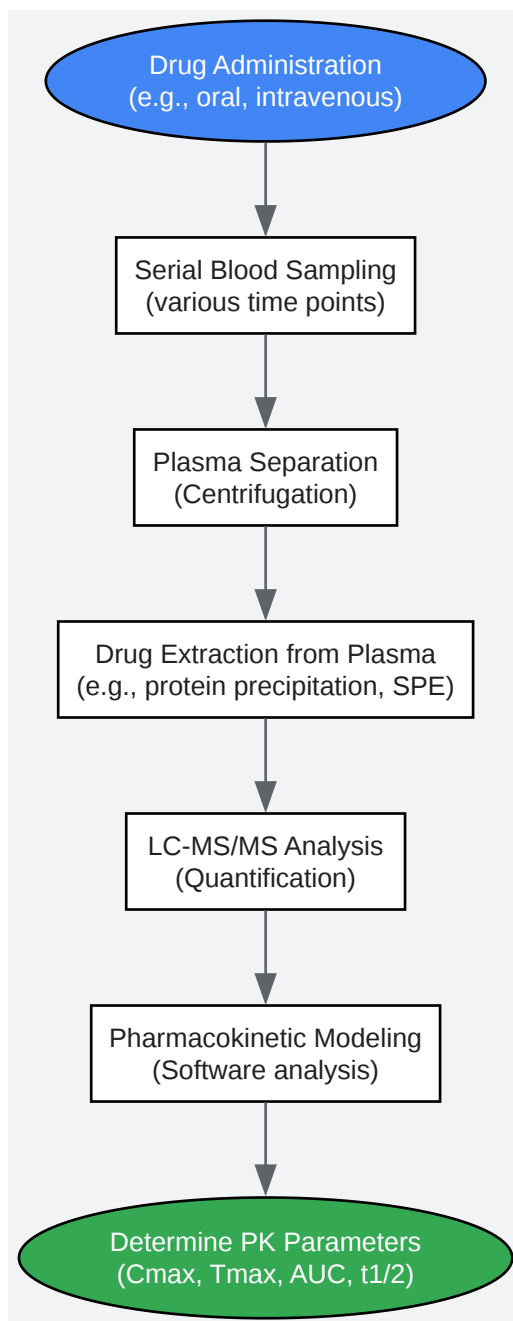 Drug Administration
(e.g., oral, intravenous)
Serial Blood Sampling
(various time points)
Plasma Separation
(Centrifugation)
Drug Extraction from Plasma
(e.g., protein precipitation, SPE)
LC-MS/MS Analysis
(Quantification)
Pharmacokinetic Modeling
(Software analysis)
Determine PK Parameters
(Cmax, Tmax, AUC, t1/2)